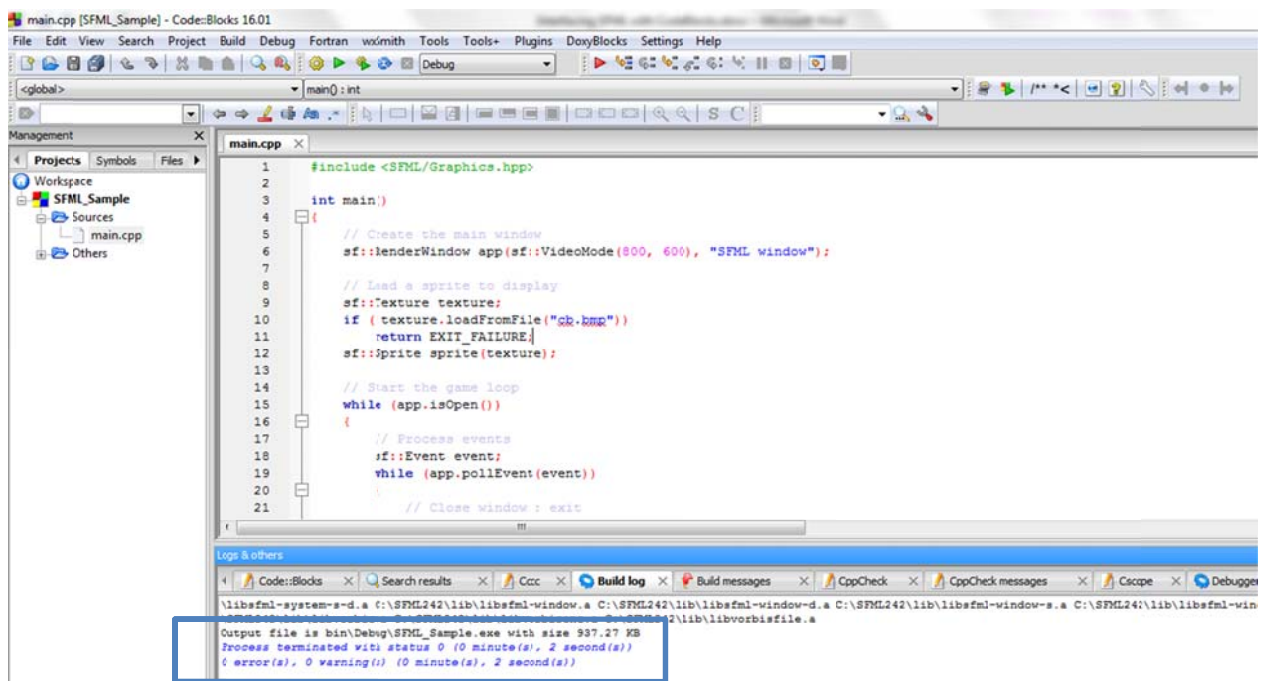 main.cpp [SFML_Sample] - Code::Blocks 16.01
File Edit View Search Project Build Debug Fortran wxSmith Tools Tools+ Plugins DoxyBlocks Settings Help
Debug
<global> main() : int
/** *<
S C
Management
Projects Symbols Files
Workspace
SFML_Sample
Sources
main.cpp
Others
main.cpp
1 #include <SFML/Graphics.hpp>
2
3 int main()
4 {
5 // Create the main window
6 sf::RenderWindow app(sf::VideoMode(800, 600), "SFML window");
7
8 // Load a sprite to display
9 sf::Texture texture;
10 if ( texture.loadFromFile("cb.bmp"))
11 return EXIT_FAILURE;
12 sf::Sprite sprite(texture);
13
14 // Start the game loop
15 while (app.isOpen())
16 {
17 // Process events
18 sf::Event event;
19 while (app.pollEvent(event))
20
21 // Close window : exit
Logs & others
Code::Blocks Search results Cccc Build log Build messages CppCheck CppCheck messages Cscope Debugger
\libsfml-system-s-d.a C:\SFML242\lib\libsfml-window.a C:\SFML242\lib\libsfml-window-d.a C:\SFML242\lib\libsfml-window-s.a C:\SFML242\lib\libsfml-win
\lib\libvorbisfile.a
Output file is bin\Debug\SFML_Sample.exe with size 937.27 KB
Process terminated with status 0 (0 minute(s), 2 second(s))
0 error(s), 0 warning(s) (0 minute(s), 2 second(s))